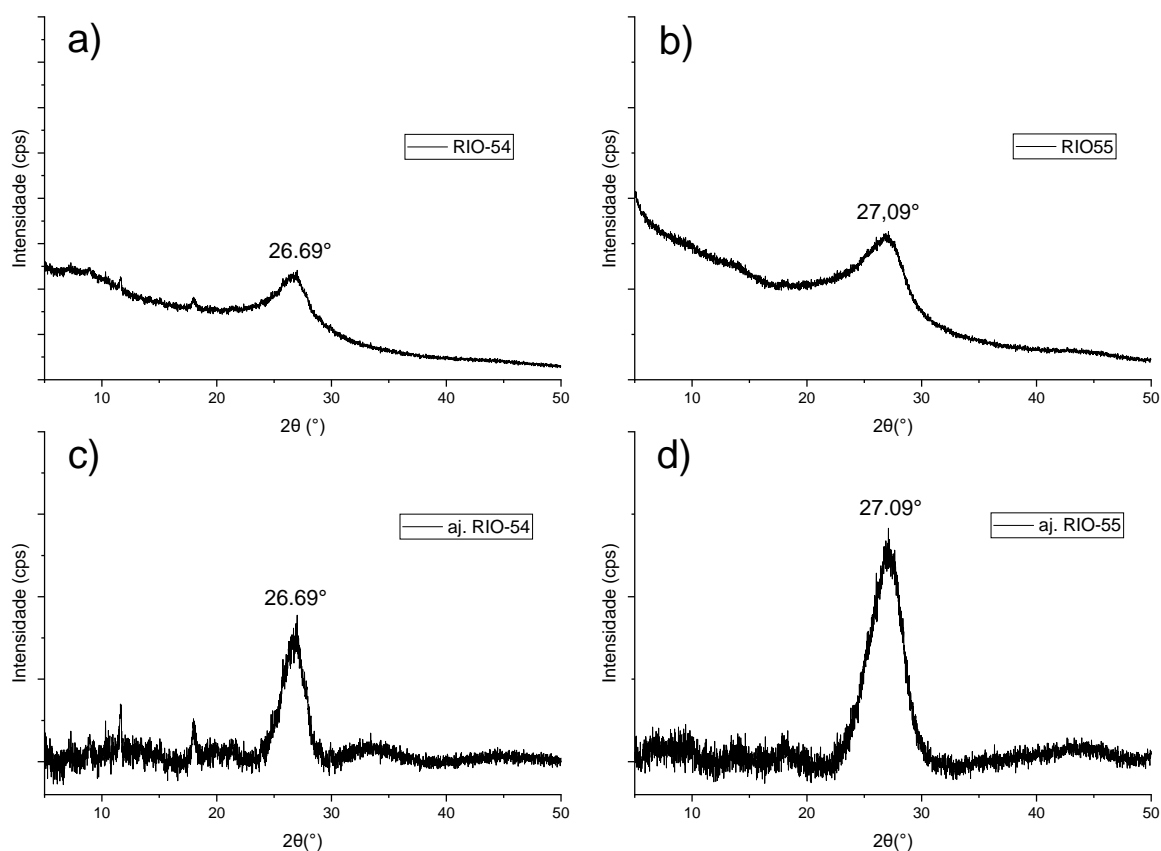 a)
Intensidade (cps)
RIO-54
26.69°
10 20 30 40 50
2θ (°)
b)
Intensidade (cps)
RIO55
27,09°
10 20 30 40 50
2θ(°)
c)
Intensidade (cps)
aj. RIO-54
26.69°
10 20 30 40 50
2θ(°)
d)
Intensidade (cps)
aj. RIO-55
27.09°
10 20 30 40 50
2θ(°)